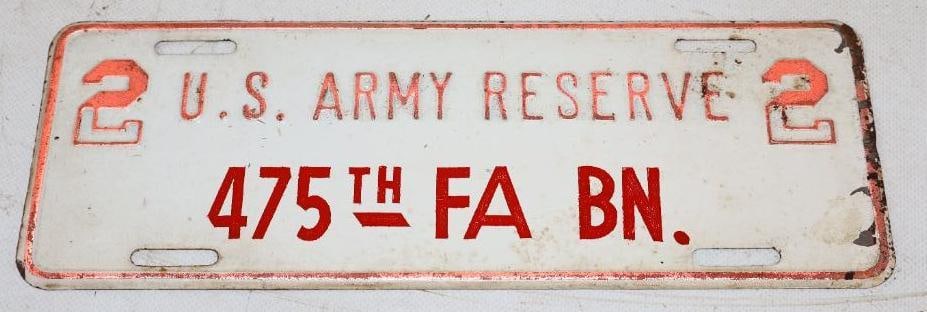 2 U.S. ARMY RESERVE 2
475TH FA BN.